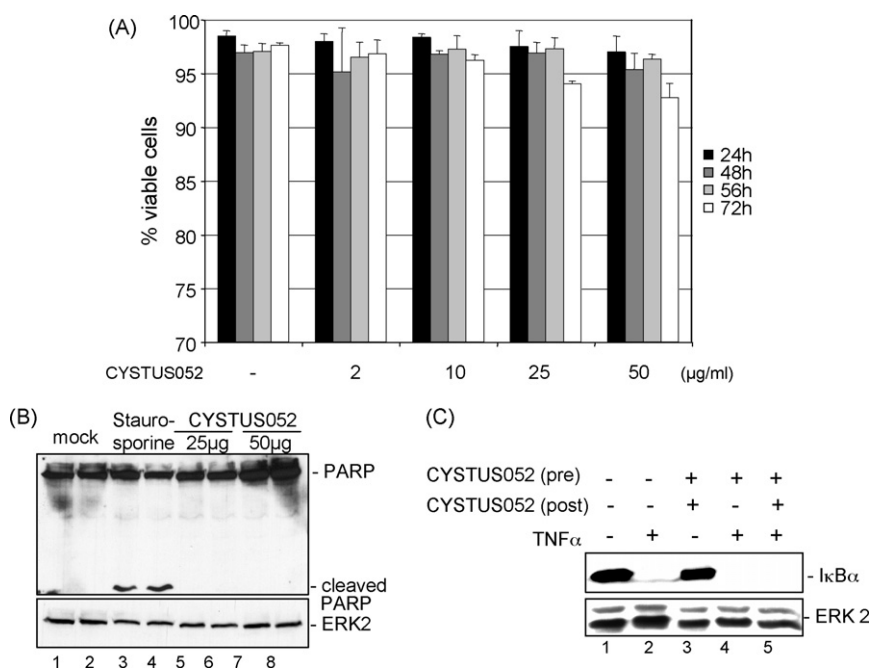 (A)
% viable cells
100
95
90
85
80
75
70
24h
48h
56h
72h
CYSTUS052 - 2 10 25 50 (µg/ml)
(B)
mock
Stauro-
sporine
CYSTUS052
25µg 50µg
- PARP
- cleaved
PARP
- ERK2
1 2 3 4 5 6 7 8
(C)
CYSTUS052 (pre) - - + + +
CYSTUS052 (post) - - + - +
TNFα - + - + +
- IκBα
- ERK 2
1 2 3 4 5